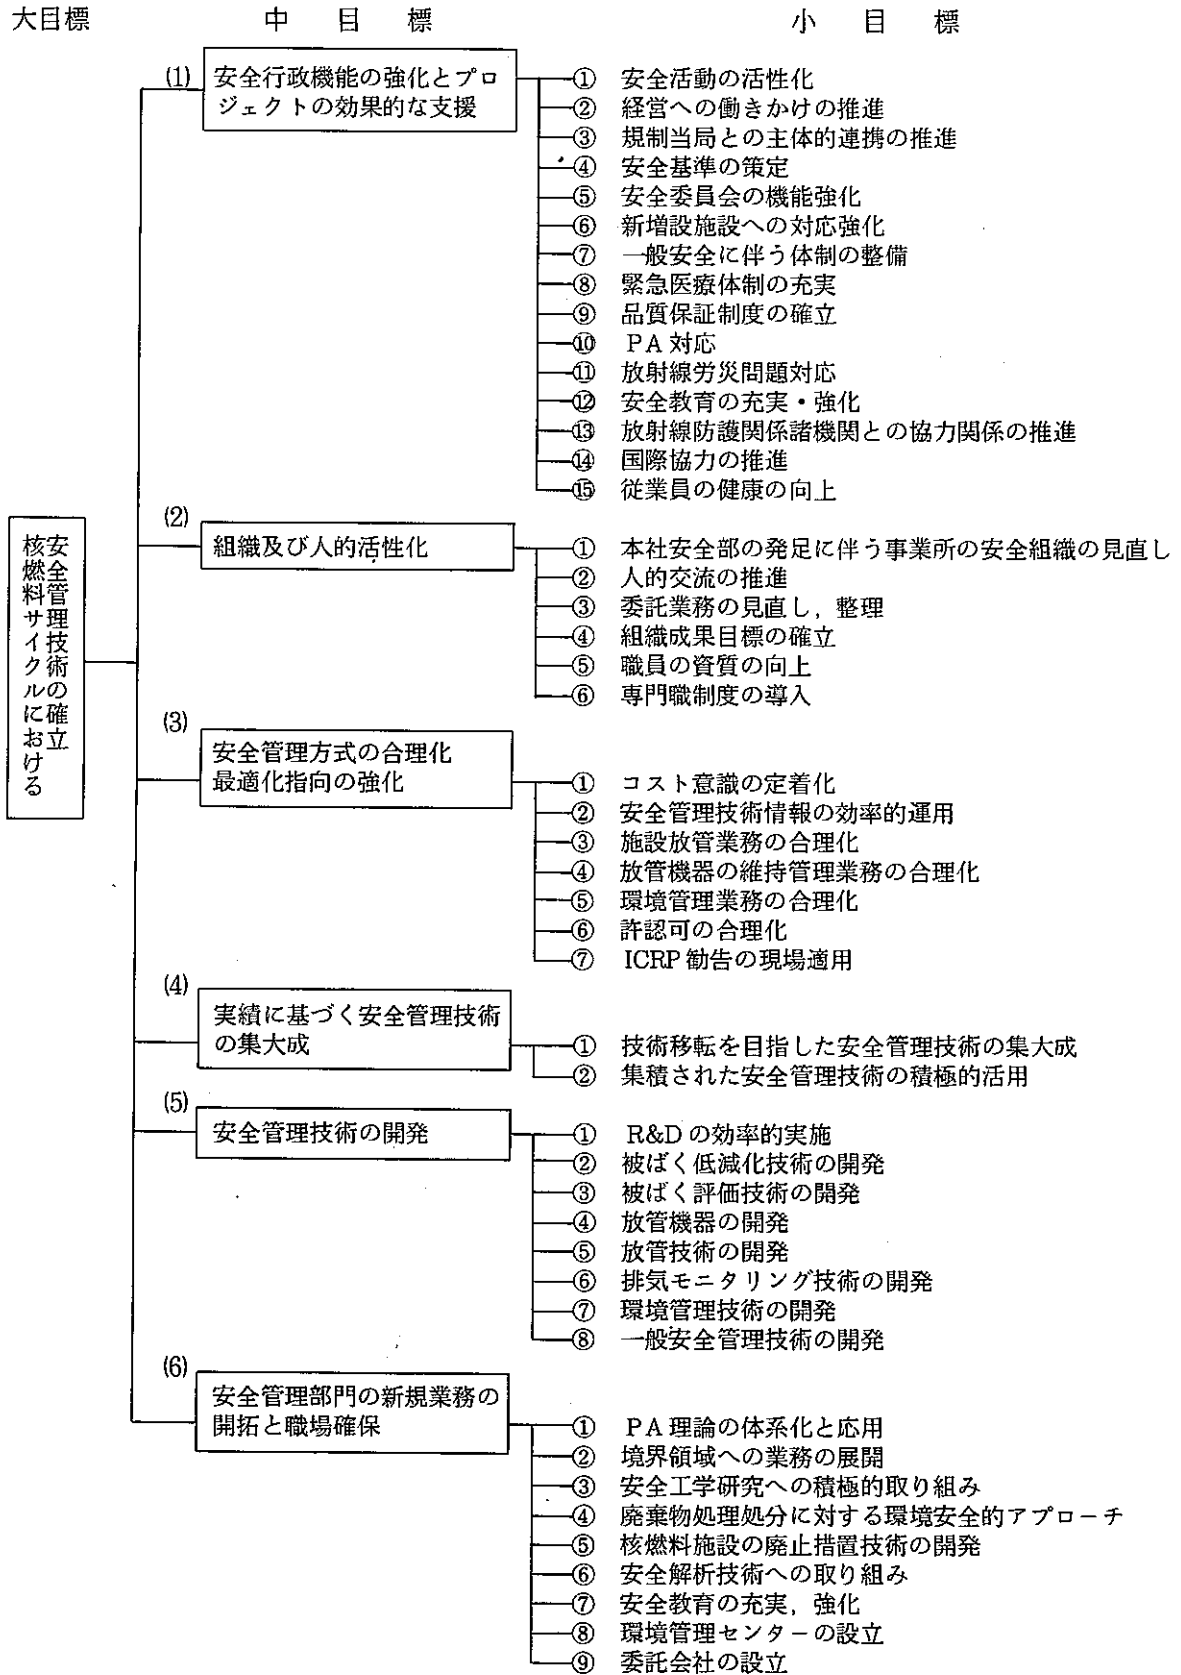 大目標　中目標　小目標
核燃料サイクルにおける
安全管理技術の確立
(1) 安全行政機能の強化とプロ
ジェクトの効果的な支援
① 安全活動の活性化
② 経営への働きかけの推進
③ 規制当局との主体的連携の推進
④ 安全基準の策定
⑤ 安全委員会の機能強化
⑥ 新増設施設への対応強化
⑦ 一般安全に伴う体制の整備
⑧ 緊急医療体制の充実
⑨ 品質保証制度の確立
⑩ PA対応
⑪ 放射線労災問題対応
⑫ 安全教育の充実・強化
⑬ 放射線防護関係諸機関との協力関係の推進
⑭ 国際協力の推進
⑮ 従業員の健康の向上
(2) 組織及び人的活性化
① 本社安全部の発足に伴う事業所の安全組織の見直し
② 人的交流の推進
③ 委託業務の見直し，整理
④ 組織成果目標の確立
⑤ 職員の資質の向上
⑥ 専門職制度の導入
(3) 安全管理方式の合理化
最適化指向の強化
① コスト意識の定着化
② 安全管理技術情報の効率的運用
③ 施設放管業務の合理化
④ 放管機器の維持管理業務の合理化
⑤ 環境管理業務の合理化
⑥ 許認可の合理化
⑦ ICRP勧告の現場適用
(4) 実績に基づく安全管理技術
の集大成
① 技術移転を目指した安全管理技術の集大成
② 集積された安全管理技術の積極的活用
(5) 安全管理技術の開発
① R&Dの効率的実施
② 被ばく低減化技術の開発
③ 被ばく評価技術の開発
④ 放管機器の開発
⑤ 放管技術の開発
⑥ 排気モニタリング技術の開発
⑦ 環境管理技術の開発
⑧ 一般安全管理技術の開発
(6) 安全管理部門の新規業務の
開拓と職場確保
① PA理論の体系化と応用
② 境界領域への業務の展開
③ 安全工学研究への積極的取り組み
④ 廃棄物処理処分に対する環境安全的アプローチ
⑤ 核燃料施設の廃止措置技術の開発
⑥ 安全解析技術への取り組み
⑦ 安全教育の充実，強化
⑧ 環境管理センターの設立
⑨ 委託会社の設立